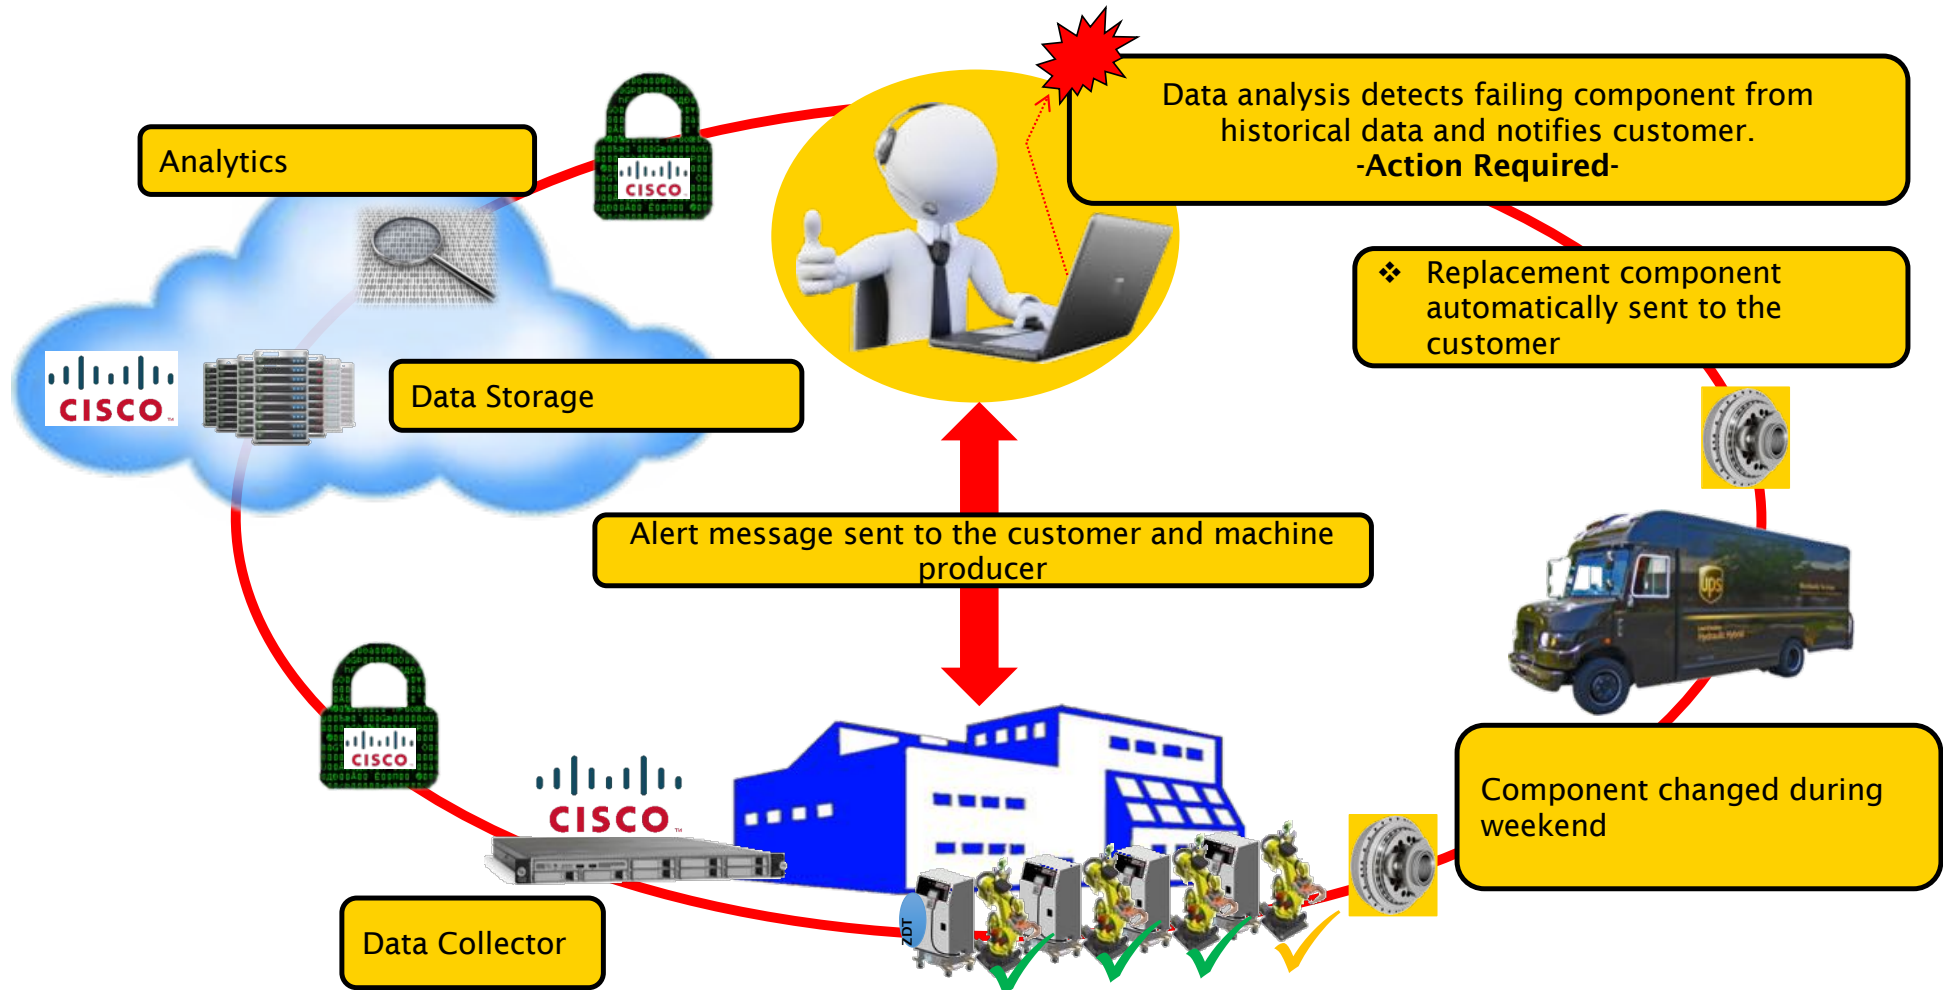 Data analysis detects failing component from
historical data and notifies customer.
-Action Required-
Analytics
CISCO
❖ Replacement component
automatically sent to the
customer
CISCO
Data Storage
Alert message sent to the customer and machine
producer
ups
Hydraulic Hybrid
CISCO
CISCO
Component changed during
weekend
ZDT
Data Collector